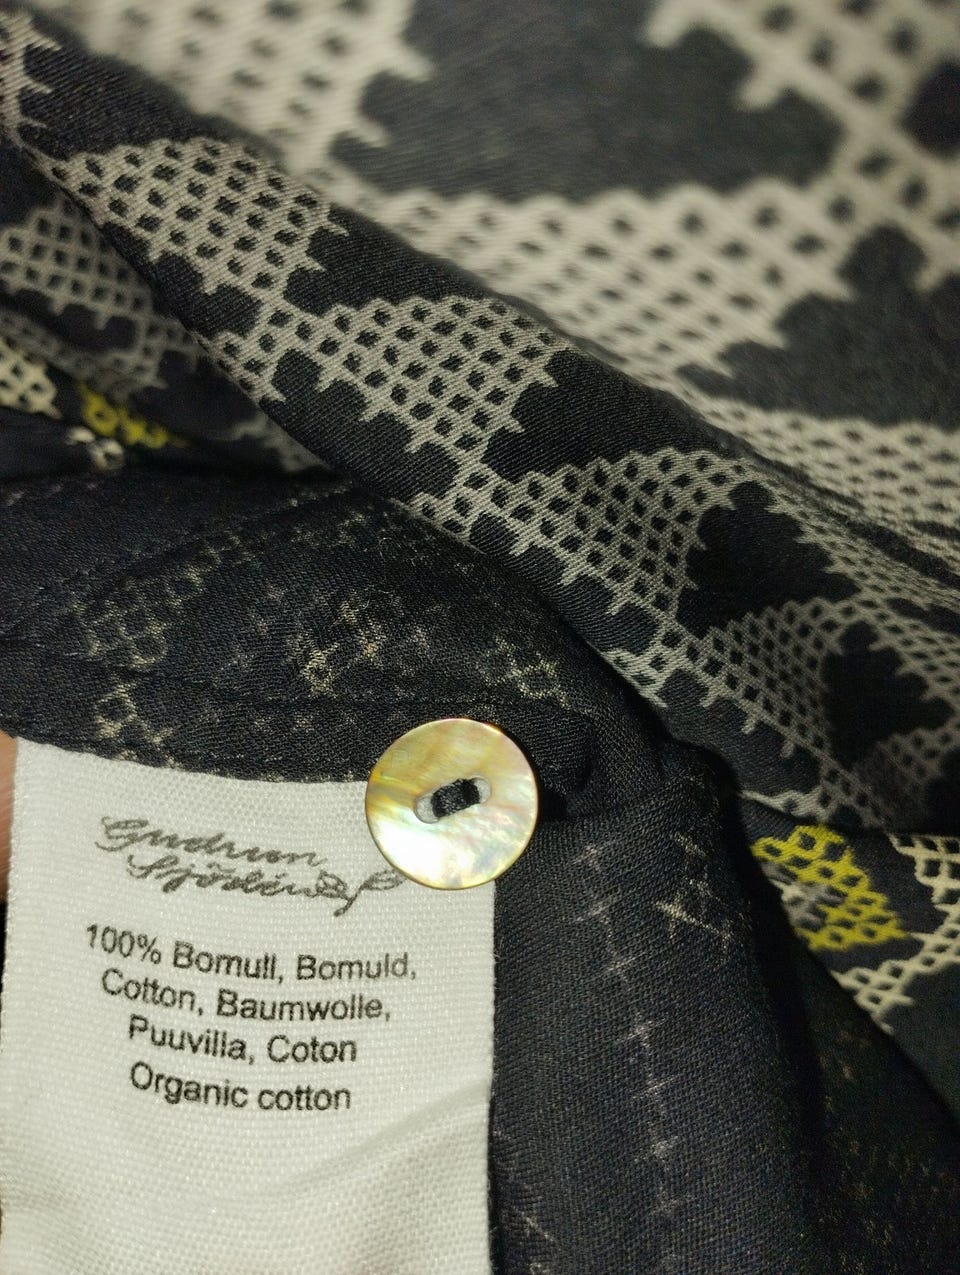 Gudrun
Sjödén
100% Bomull, Bomuld,
Cotton, Baumwolle,
Puuvilla, Coton
Organic cotton